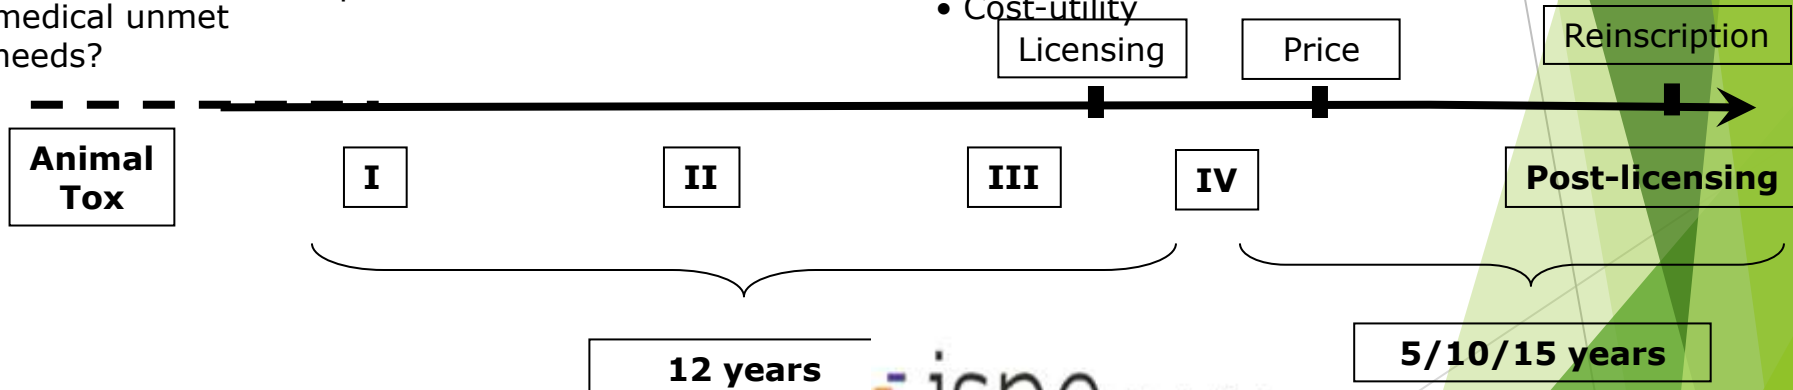 medical unmet
needs?
• Cost-utility
Licensing
Price
Reinscription
Animal
Tox
I
II
III
IV
Post-licensing
12 years
5/10/15 years